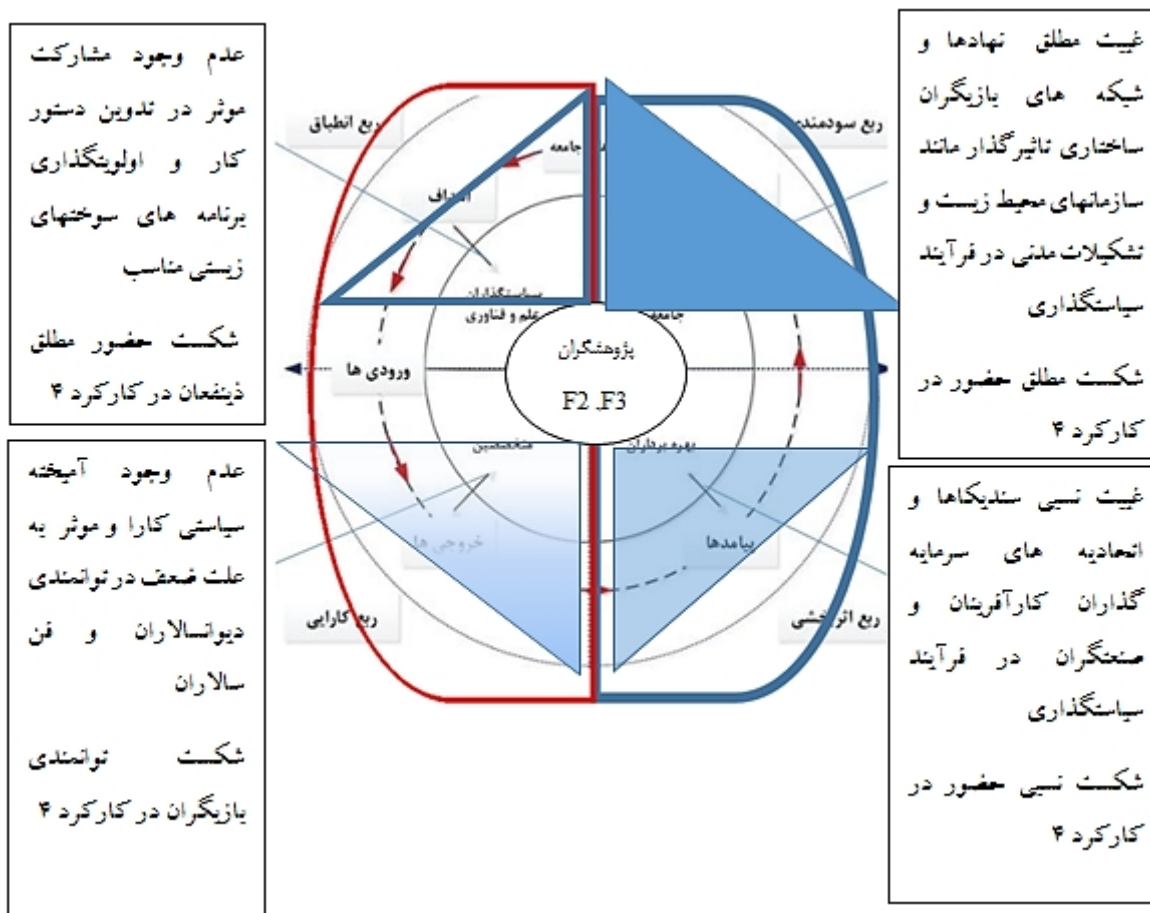 غیبت مطلق نهادها و
شبکه های بازیگران
ساختاری تاثیرگذار مانند
سازمانهای محیط زیست و
تشکیلات مدنی در فرآیند
سیاستگذاری
شکست مطلق حضور در
کارکرد ۴
عدم وجود مشارکت
موثر در تدوین دستور
کار و اولویتگذاری
برنامه های سوختهای
زیستی مناسب
شکست حضور مطلق
ذینفعان در کارکرد ۴
ربع سودمندی
ربع انطباق
جامعه
اهداف
سیاستگذاران
علم و فناوری
جامعه
پژوهشگران
F2 ,F3
ورودی ها
بهره برداران
متخصصین
پیامدها
خروجی ها
ربع اثربخشی
ربع کارایی
غیبت نسبی سندیکاها و
اتحادیه های سرمایه
گذاران کارآفرینان و
صنعتگران در فرآیند
سیاستگذاری
شکست نسبی حضور در
کارکرد ۴
عدم وجود آمیخته
سیاستی کارا و موثر به
علت ضعف در توانمندی
دیوانسالاران و فن
سالاران
شکست توانمندی
بازیگران در کارکرد ۴